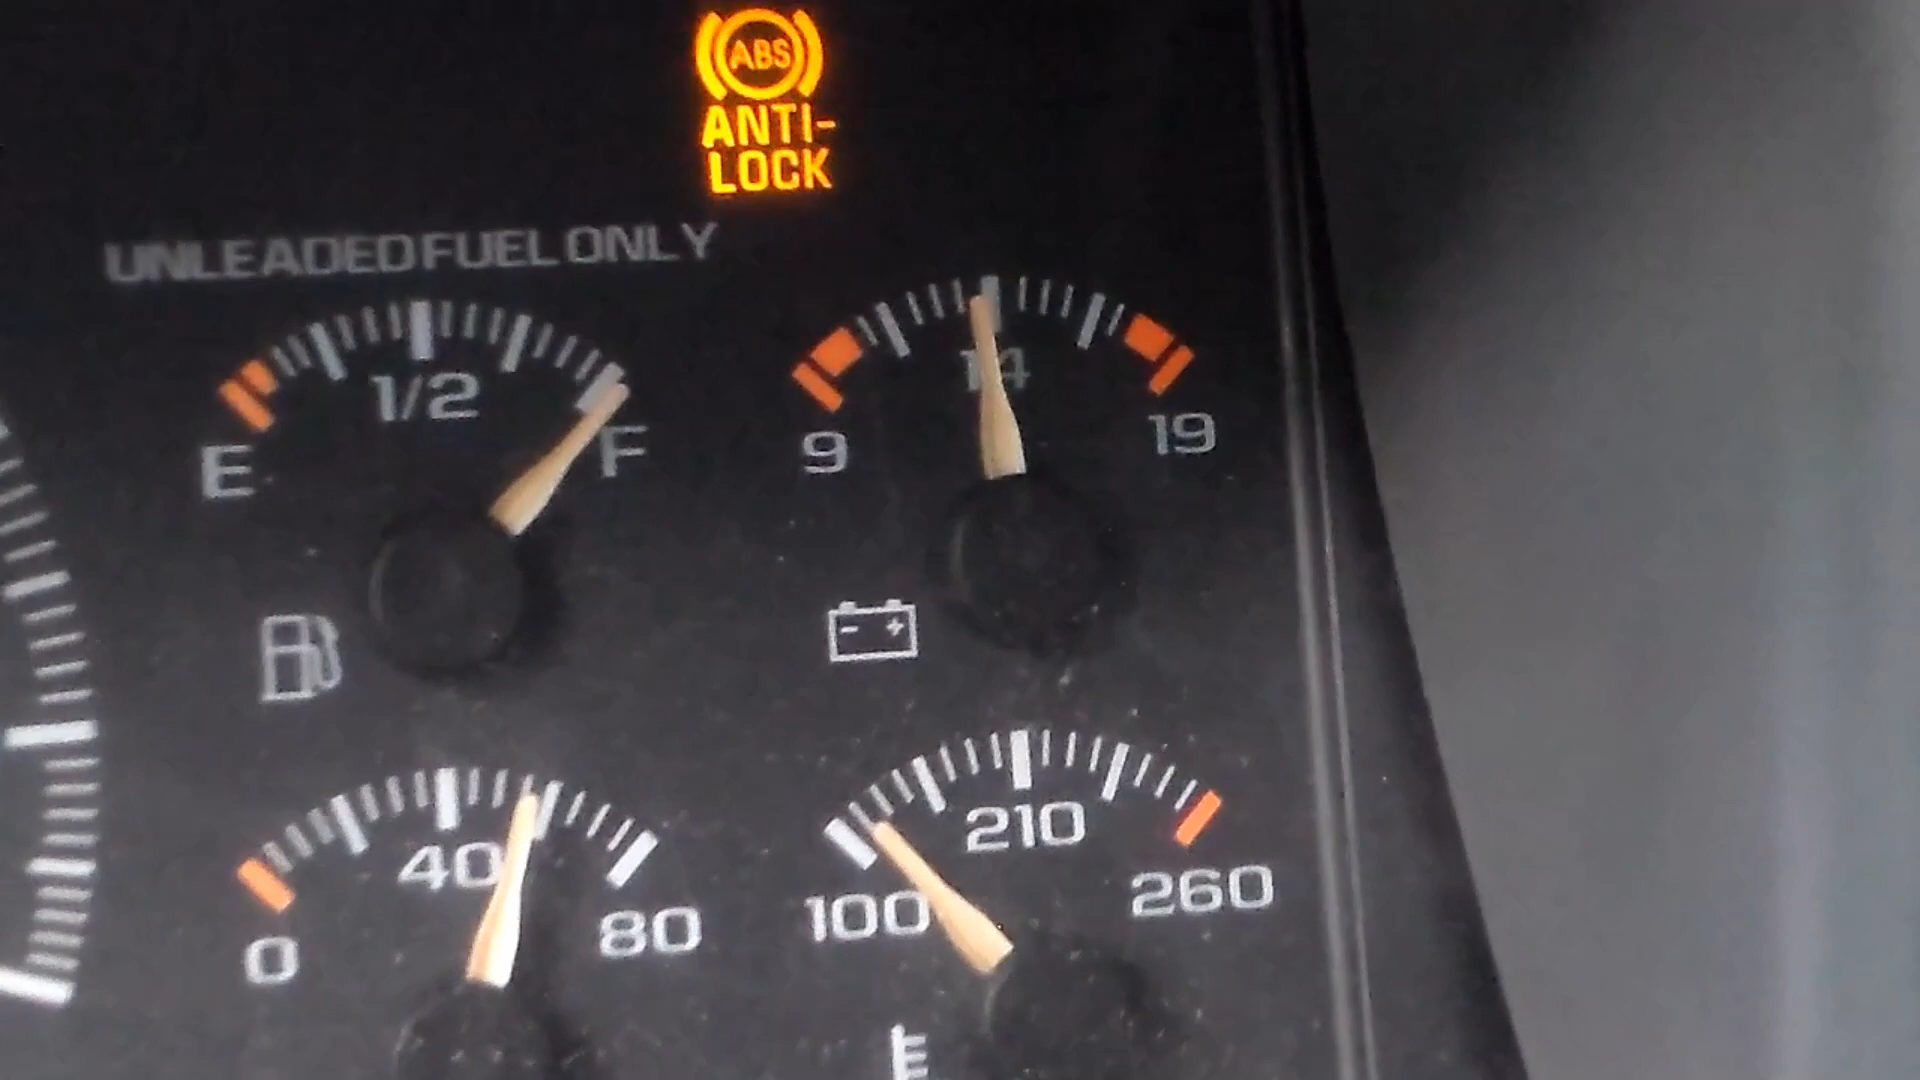 ABS
ANTI-
LOCK
UNLEADED FUEL ONLY
1/2
E
F
14
9
19
- +
40
0
80
210
100
260